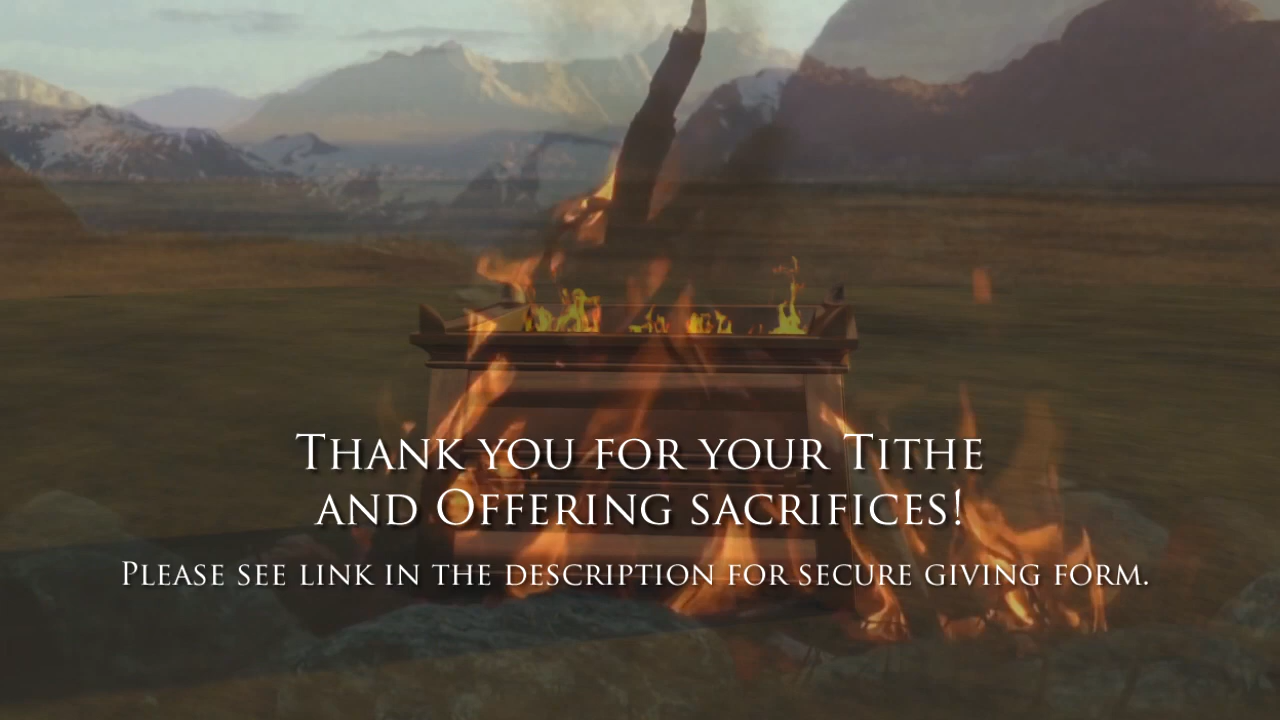 Thank you for your Tithe
and Offering sacrifices!
Please see link in the description for secure giving form.